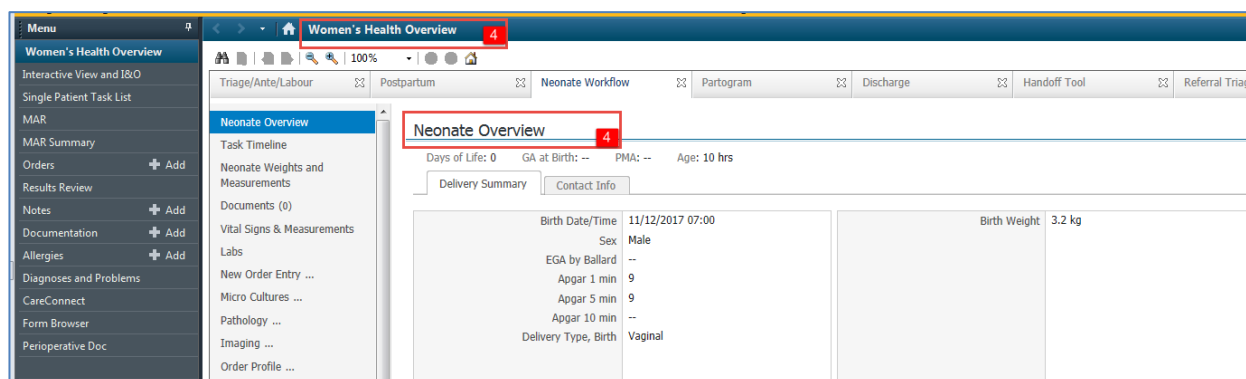 Menu
Women's Health Overview
4
Women's Health Overview
Interactive View and I&O
Single Patient Task List
MAR
MAR Summary
Orders + Add
Results Review
Notes + Add
Documentation + Add
Allergies + Add
Diagnoses and Problems
CareConnect
Form Browser
Perioperative Doc
100%
Triage/Ante/Labour
Postpartum
Neonate Workflow
Partogram
Discharge
Handoff Tool
Referral Triag
Neonate Overview
Task Timeline
Neonate Weights and
Measurements
Documents (0)
Vital Signs & Measurements
Labs
New Order Entry ...
Micro Cultures ...
Pathology ...
Imaging ...
Order Profile ...
Neonate Overview
4
Days of Life: 0 GA at Birth: -- PMA: -- Age: 10 hrs
Delivery Summary Contact Info
Birth Date/Time 11/12/2017 07:00
Sex Male
EGA by Ballard --
Apgar 1 min 9
Apgar 5 min 9
Apgar 10 min --
Delivery Type, Birth Vaginal
Birth Weight 3.2 kg